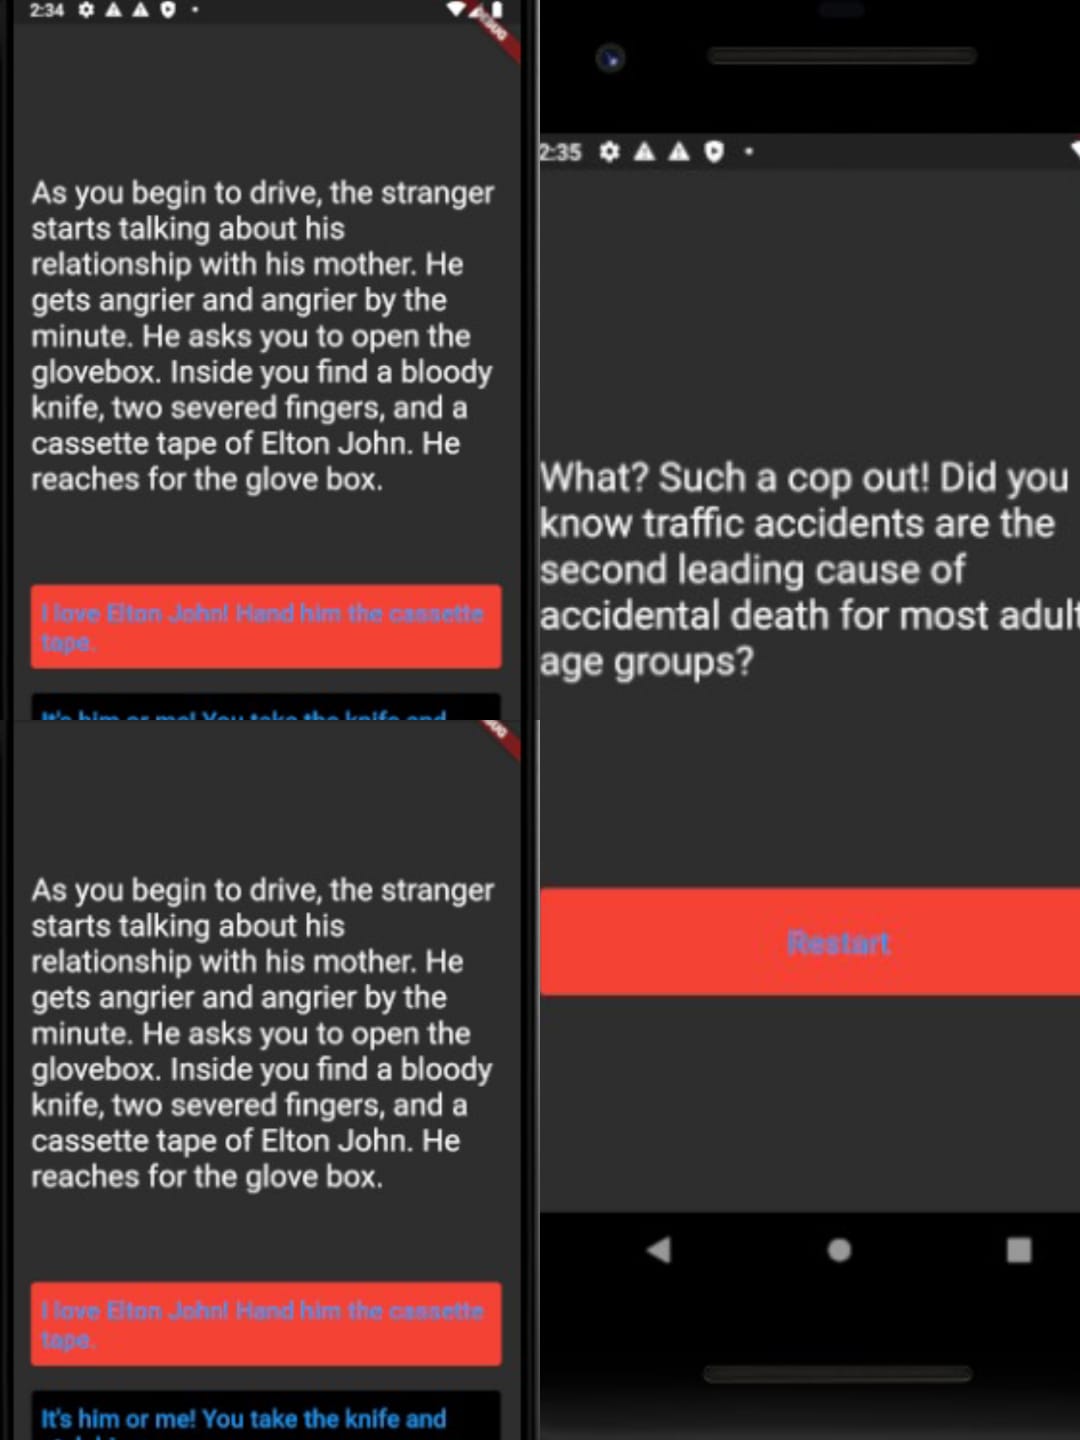 2:34
DEBUG
As you begin to drive, the stranger
starts talking about his
relationship with his mother. He
gets angrier and angrier by the
minute. He asks you to open the
glovebox. Inside you find a bloody
knife, two severed fingers, and a
cassette tape of Elton John. He
reaches for the glove box.
I love Elton John! Hand him the cassette
tape.
It's him or me! You take the knife and
As you begin to drive, the stranger
starts talking about his
relationship with his mother. He
gets angrier and angrier by the
minute. He asks you to open the
glovebox. Inside you find a bloody
knife, two severed fingers, and a
cassette tape of Elton John. He
reaches for the glove box.
I love Elton John! Hand him the cassette
tape.
It's him or me! You take the knife and
2:35
What? Such a cop out! Did you
know traffic accidents are the
second leading cause of
accidental death for most adult
age groups?
Restart